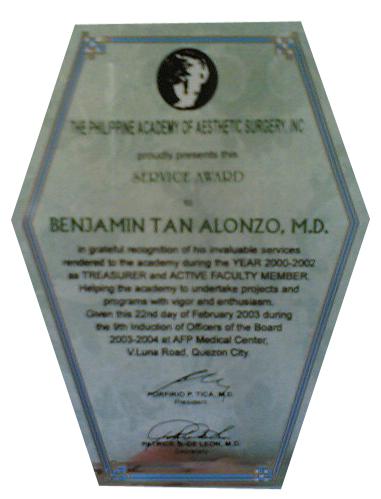 THE PHILIPPINE ACADEMY OF AESTHETIC SURGERY, INC
proudly presents this
SERVICE AWARD
to
BENJAMIN TAN ALONZO, M.D.
in grateful recognition of his invaluable services
rendered to the academy during the YEAR 2000-2002
as TREASURER and ACTIVE FACULTY MEMBER.
Helping the academy to undertake projects and
programs with vigor and enthusiasm.
Given this 22nd day of February 2003 during
the 9th Induction of Officers of the Board
2003-2004 at AFP Medical Center,
V.Luna Road, Quezon City.
PORFIRIO P. TICA, M.D.
President
PATRICE B. DE LEON, M.D.
Secretary